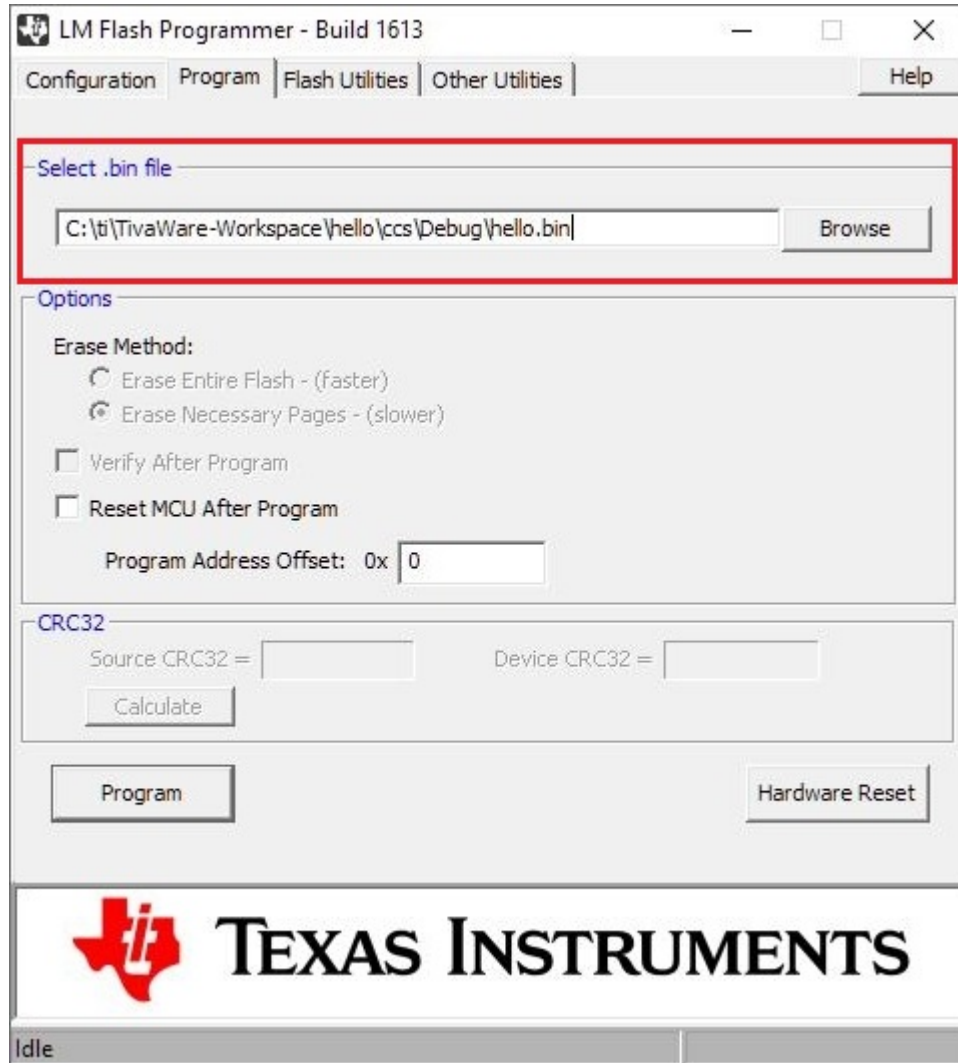 LM Flash Programmer - Build 1613
Configuration Program Flash Utilities Other Utilities Help
Select .bin file
C:\ti\TivaWare-Workspace\hello\ccs\Debug\hello.bin Browse
Options
Erase Method:
Erase Entire Flash - (faster)
Erase Necessary Pages - (slower)
Verify After Program
Reset MCU After Program
Program Address Offset: 0x 0
CRC32
Source CRC32 = Device CRC32 =
Calculate
Program Hardware Reset
TEXAS INSTRUMENTS
Idle